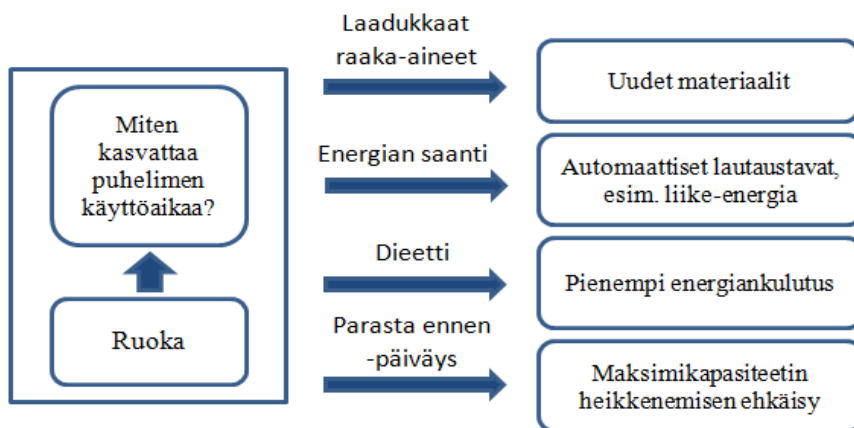 Miten
kasvattaa
puhelimen
käyttöaikaa?
Ruoka
Laadukkaat
raaka-aineet
Uudet materiaalit
Energian saanti
Automaattiset lautaustavat,
esim. liike-energia
Dieetti
Pienempi energiankulutus
Parasta ennen
-päiväys
Maksimikapasiteetin
heikkenemisen ehkäisy